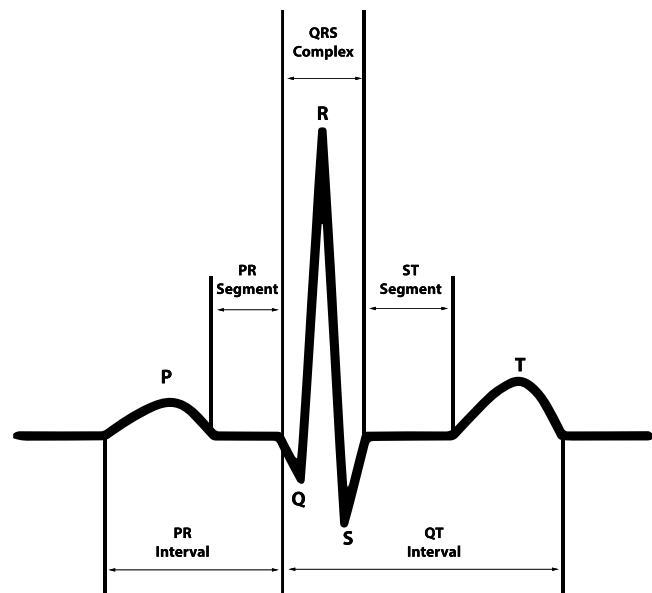 QRS
Complex
R
PR
Segment
ST
Segment
P
T
Q
S
PR
Interval
QT
Interval